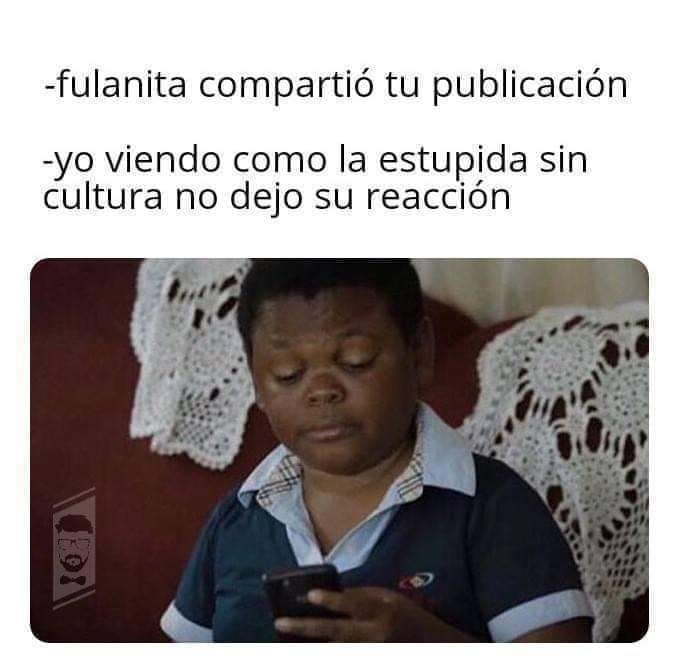 -fulanita compartió tu publicación
-yo viendo como la estupida sin
cultura no dejo su reacción